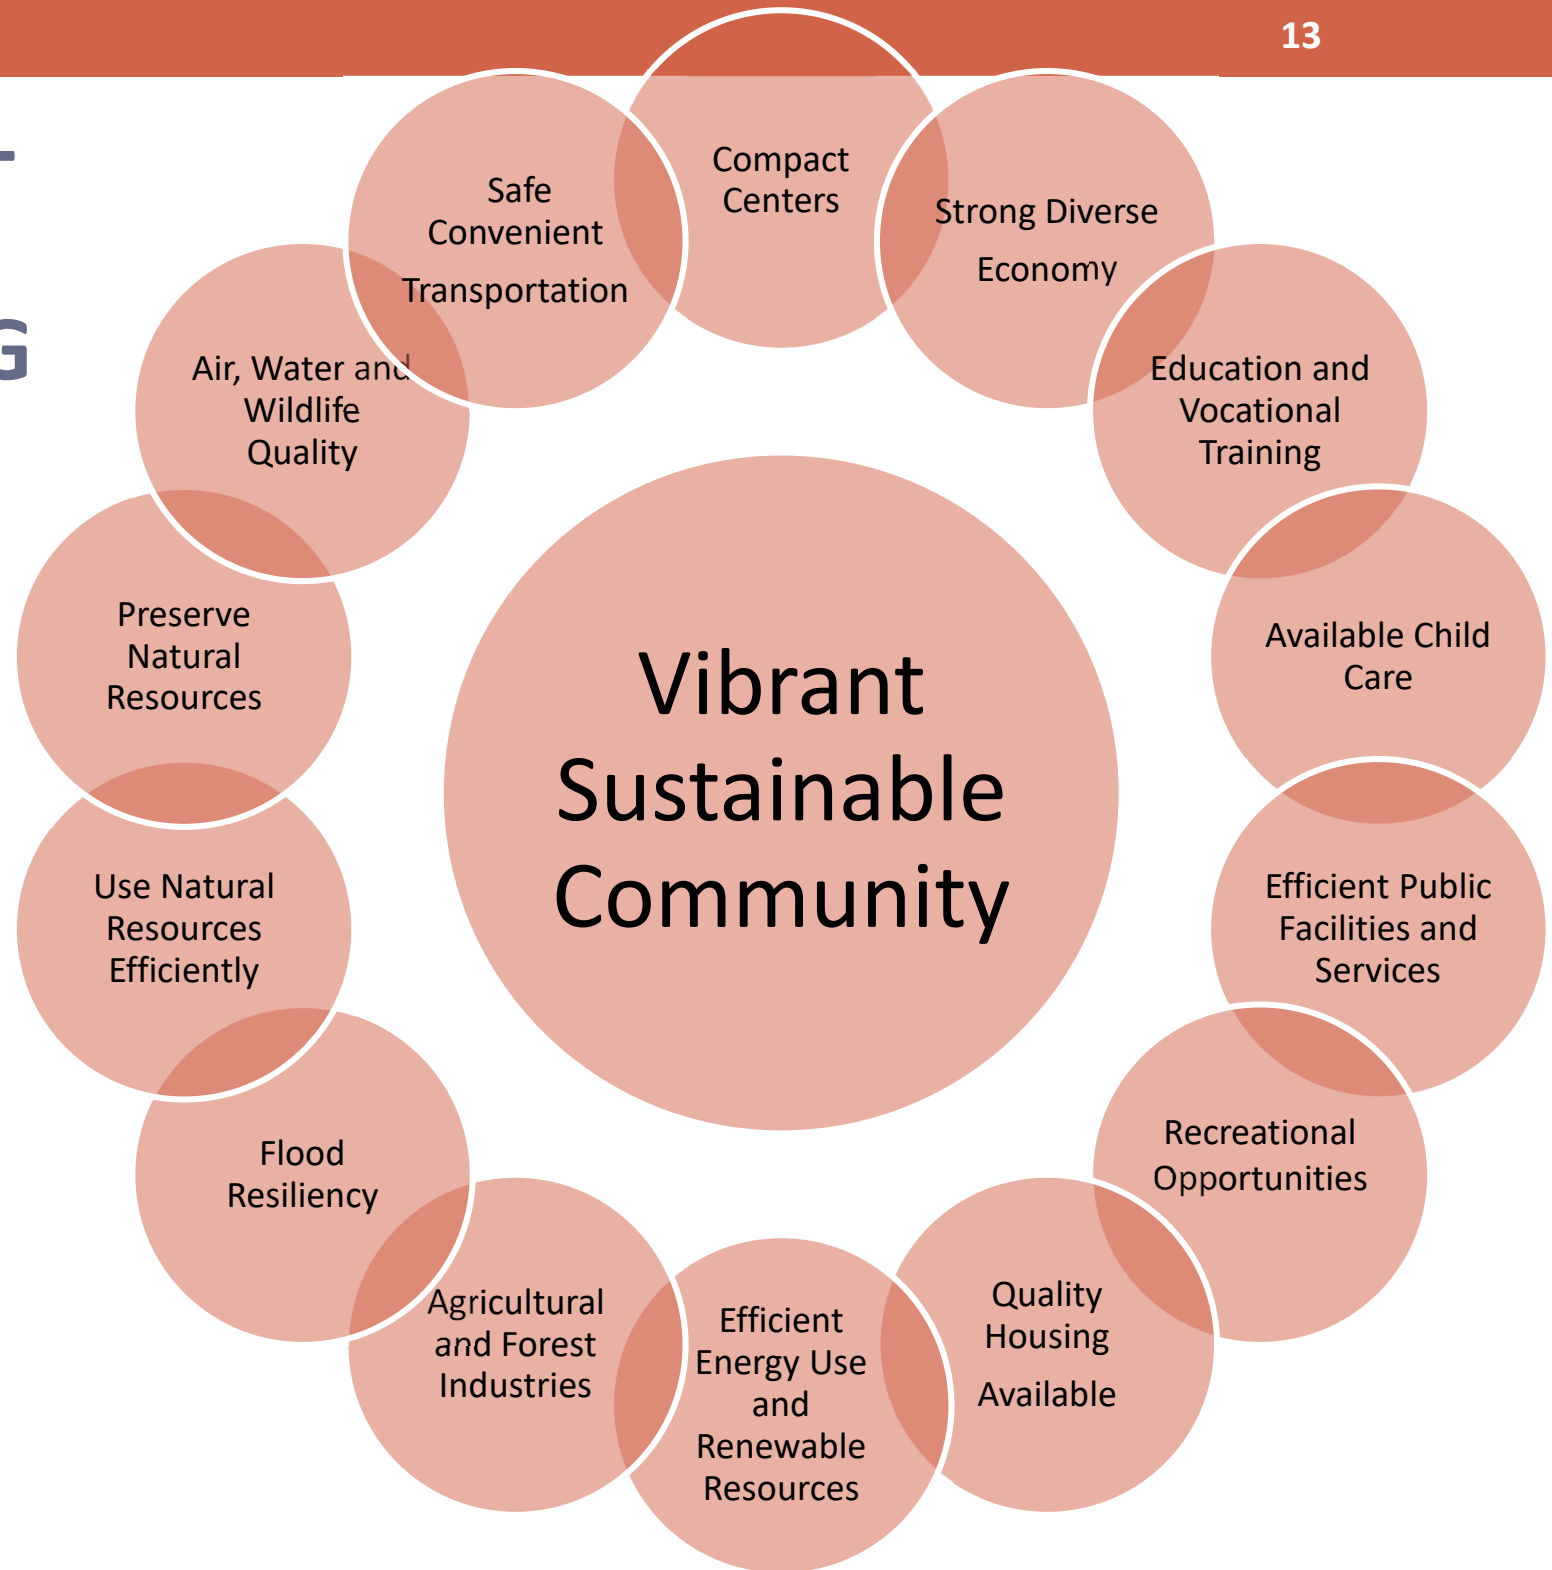 13
G
Compact
Centers
Strong Diverse
Economy
Education and
Vocational
Training
Available Child
Care
Efficient Public
Facilities and
Services
Recreational
Opportunities
Quality
Housing
Available
Efficient
Energy Use
and
Renewable
Resources
Agricultural
and Forest
Industries
Flood
Resiliency
Use Natural
Resources
Efficiently
Preserve
Natural
Resources
Air, Water and
Wildlife
Quality
Safe
Convenient
Transportation
Vibrant
Sustainable
Community